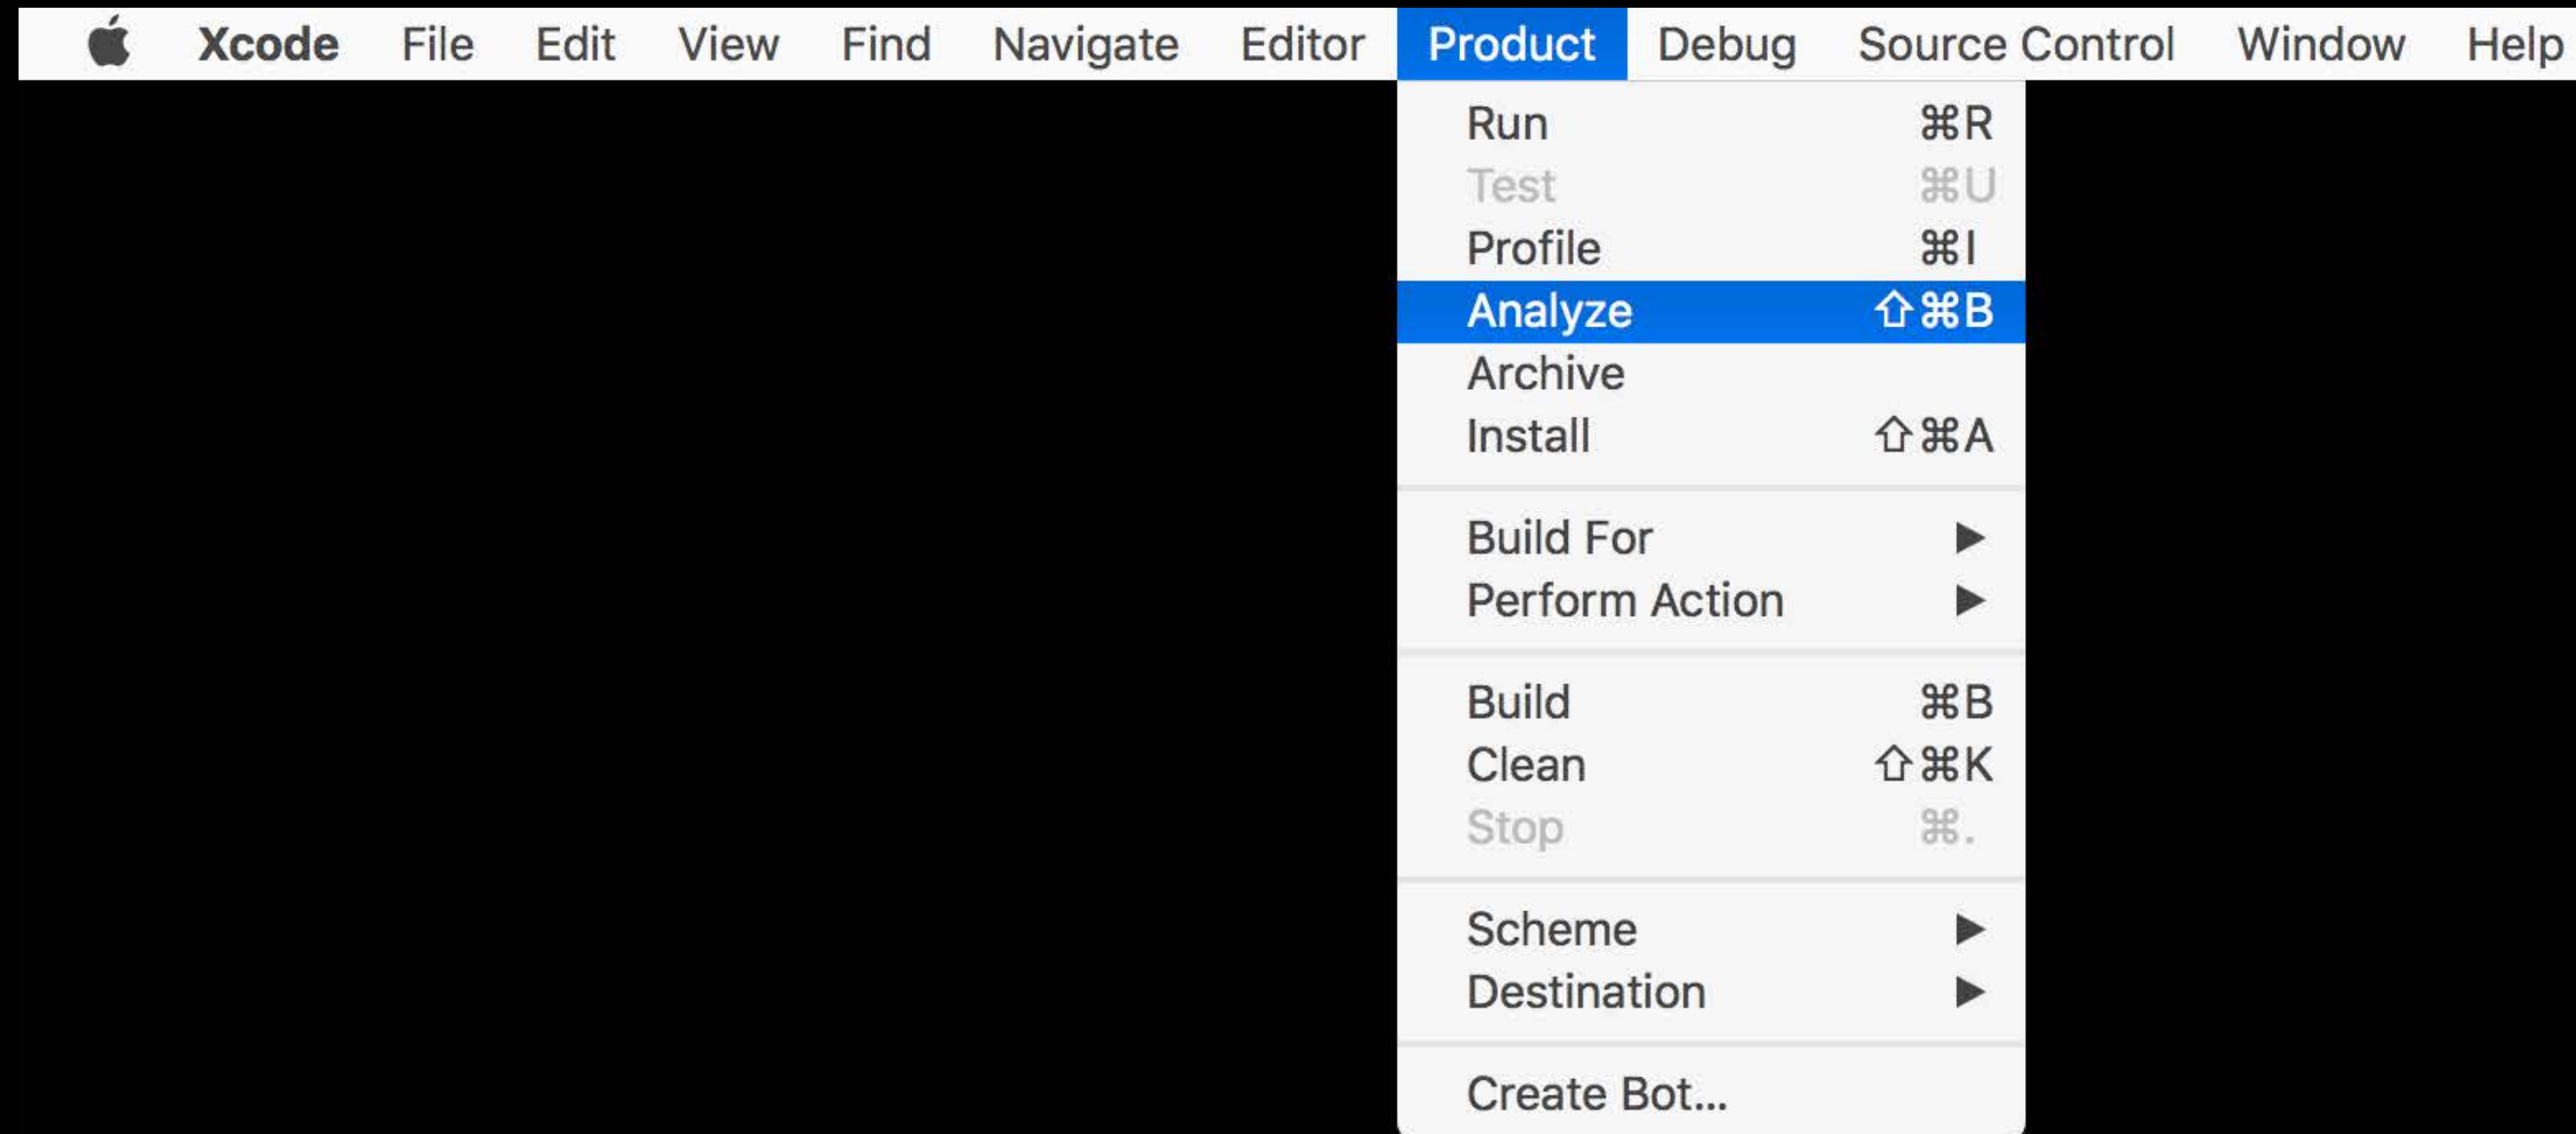 Xcode File Edit View Find Navigate Editor Product Debug Source Control Window Help
Run ⌘R
Test ⌘U
Profile ⌘I
Analyze ⇧⌘B
Archive
Install ⇧⌘A
Build For ▶
Perform Action ▶
Build ⌘B
Clean ⇧⌘K
Stop ⌘.
Scheme ▶
Destination ▶
Create Bot...